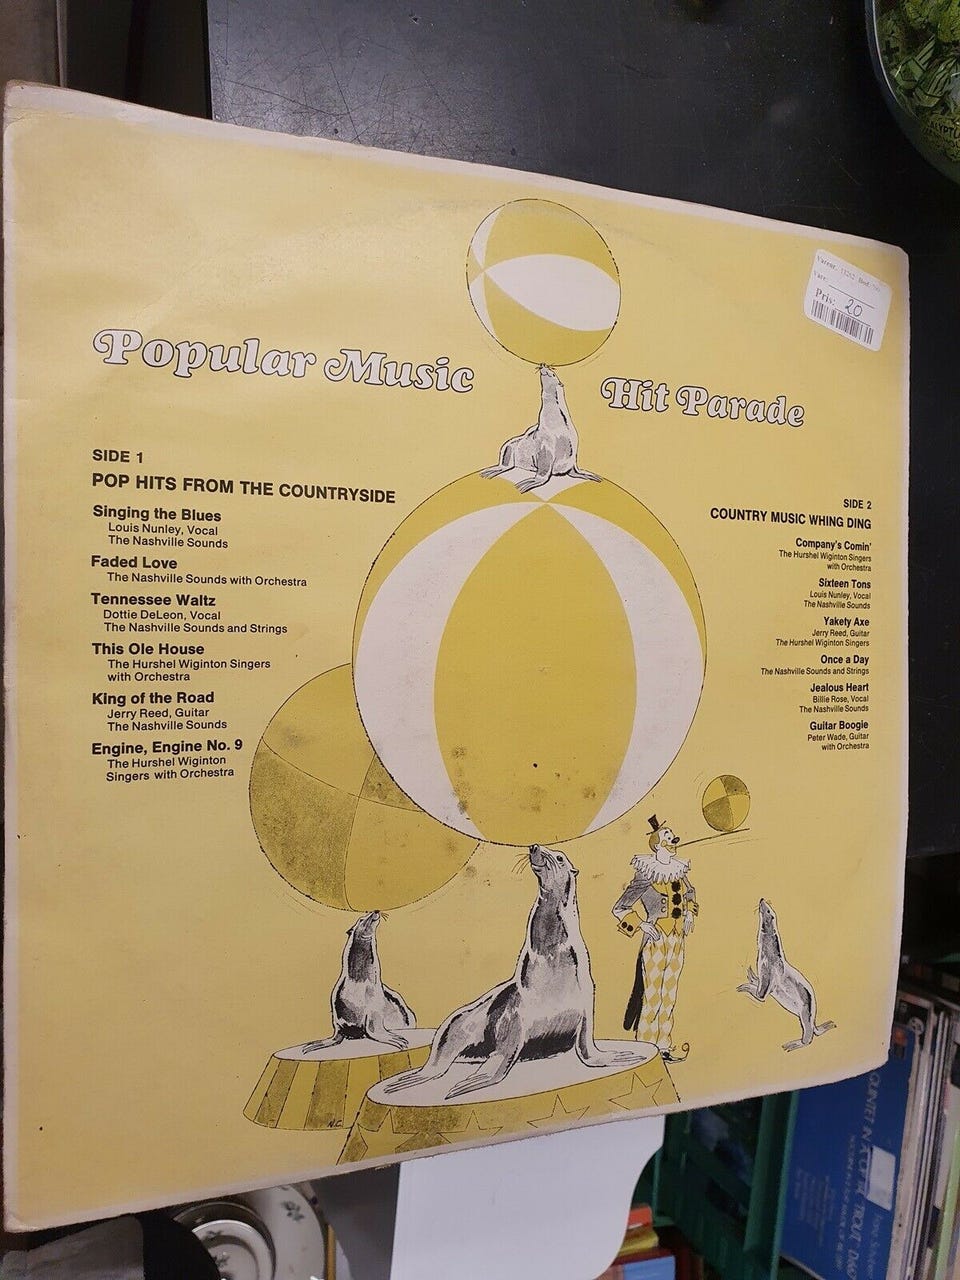 Popular Music Hit Parade
SIDE 1
POP HITS FROM THE COUNTRYSIDE
Singing the Blues
Louis Nunley, Vocal
The Nashville Sounds
Faded Love
The Nashville Sounds with Orchestra
Tennessee Waltz
Dottie DeLeon, Vocal
The Nashville Sounds and Strings
This Ole House
The Hurshel Wiginton Singers
with Orchestra
King of the Road
Jerry Reed, Guitar
The Nashville Sounds
Engine, Engine No. 9
The Hurshel Wiginton
Singers with Orchestra
SIDE 2
COUNTRY MUSIC WHING DING
Company's Comin'
The Hurshel Wiginton Singers
with Orchestra
Sixteen Tons
Louis Nunley, Vocal
The Nashville Sounds
Yakety Axe
Jerry Reed, Guitar
The Hurshel Wiginton Singers
Once a Day
The Nashville Sounds and Strings
Jealous Heart
Billie Rose, Vocal
The Nashville Sounds
Guitar Boogie
Peter Wade, Guitar
with Orchestra
Varenr.
Vare:
Pris: 20
N.C.
QUINTET IN A
TROUT